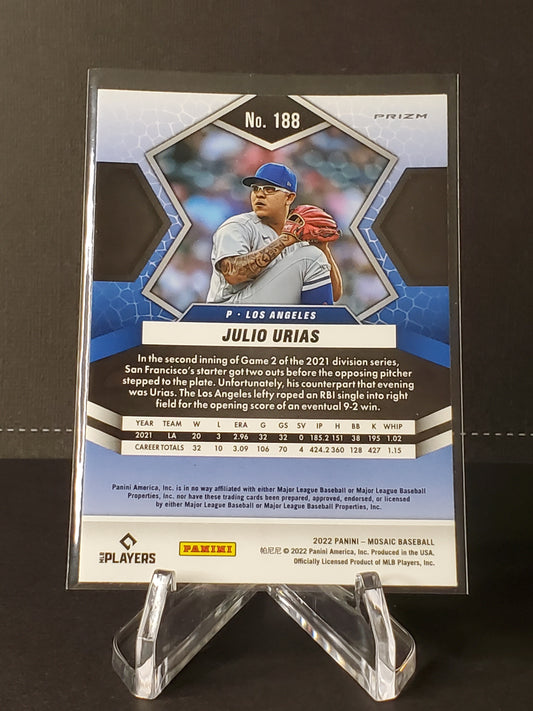 No. 188
PRIZM
P • LOS ANGELES
JULIO URIAS
In the second inning of Game 2 of the 2021 division series,
San Francisco's starter got two outs before the opposing pitcher
stepped to the plate. Unfortunately, his counterpart that evening
was Urias. The Los Angeles lefty roped an RBI single into right
field for the opening score of an eventual 9-2 win.
YEAR TEAM W L ERA G GS SV IP H BB K WHIP
2021 LA 20 3 2.96 32 32 0 185.2 151 38 195 1.02
CAREER TOTALS 32 10 3.09 106 70 4 424.2 360 128 427 1.15
Panini America, Inc. is in no way affiliated with either Major League Baseball or Major League Baseball
Properties, Inc. nor have these trading cards been prepared, approved, endorsed, or licensed
by either Major League Baseball or Major League Baseball Properties, Inc.
MLB PLAYERS
PANINI
2022 PANINI – MOSAIC BASEBALL
帕尼尼 © 2022 Panini America, Inc. Produced in the USA.
Officially Licensed Product of MLB Players, Inc.